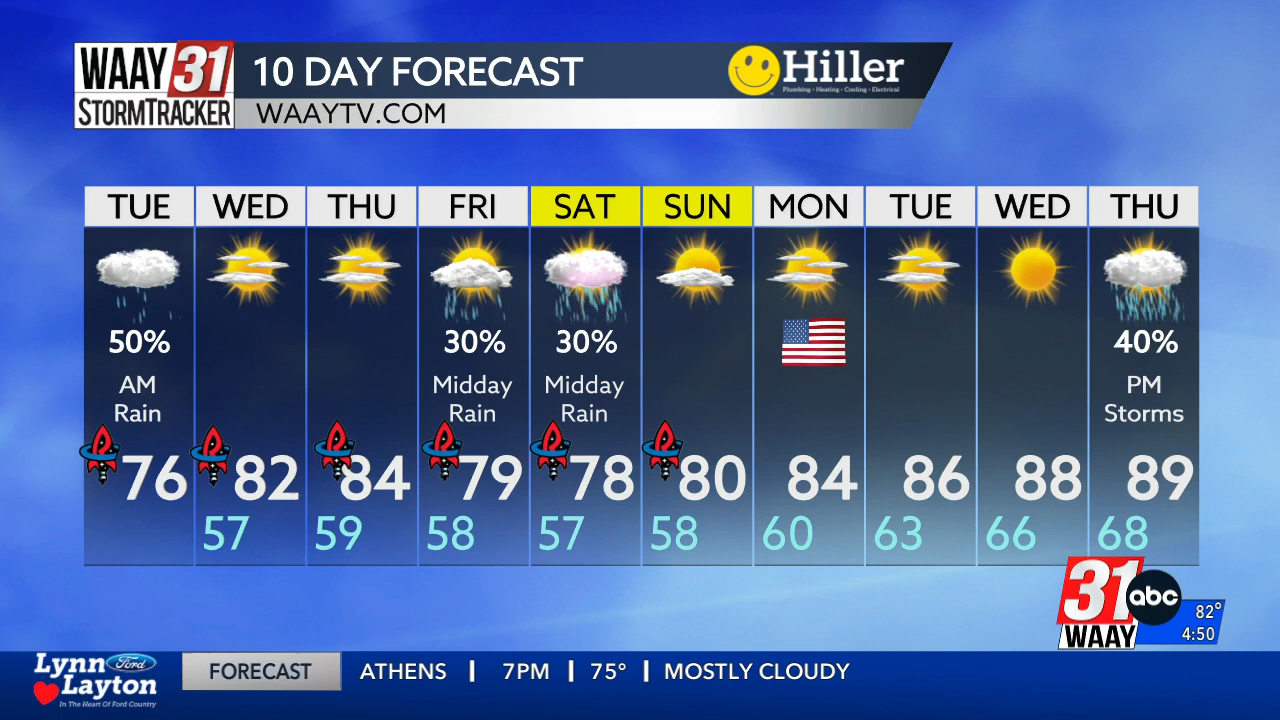 WAAY 31
STORMTRACKER
10 DAY FORECAST
WAAYTV.COM
Hiller
Plumbing • Heating • Cooling • Electrical
TUE WED THU FRI SAT SUN MON TUE WED THU
50% 30% 30% 40%
AM Midday Midday PM
Rain Rain Rain Storms
76 82 84 79 78 80 84 86 88 89
57 59 58 57 58 60 63 66 68
31 abc
WAAY
82°
4:50
Lynn Ford
Layton
In The Heart Of Ford Country
FORECAST ATHENS | 7PM | 75° | MOSTLY CLOUDY